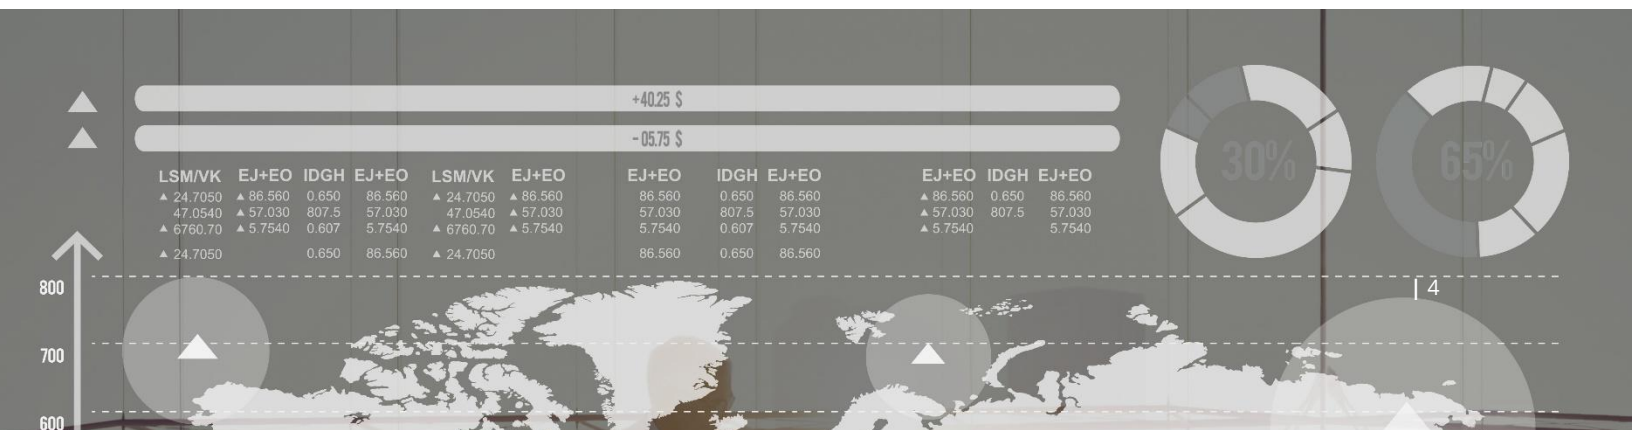 +40.25 $
- 05.75 $
30%
65%
LSM/VK EJ+EO IDGH EJ+EO LSM/VK EJ+EO EJ+EO IDGH EJ+EO EJ+EO IDGH EJ+EO
▲ 24.7050 ▲ 86.560 0.650 86.560 ▲ 24.7050 ▲ 86.560 86.560 0.650 86.560 ▲ 86.560 0.650 86.560
47.0540 ▲ 57.030 807.5 57.030 47.0540 ▲ 57.030 57.030 807.5 57.030 ▲ 57.030 807.5 57.030
▲ 6760.70 ▲ 5.7540 0.607 5.7540 ▲ 6760.70 ▲ 5.7540 5.7540 0.607 5.7540 ▲ 5.7540 5.7540
▲ 24.7050 0.650 86.560 ▲ 24.7050 86.560 0.650 86.560
800
| 4
700
600